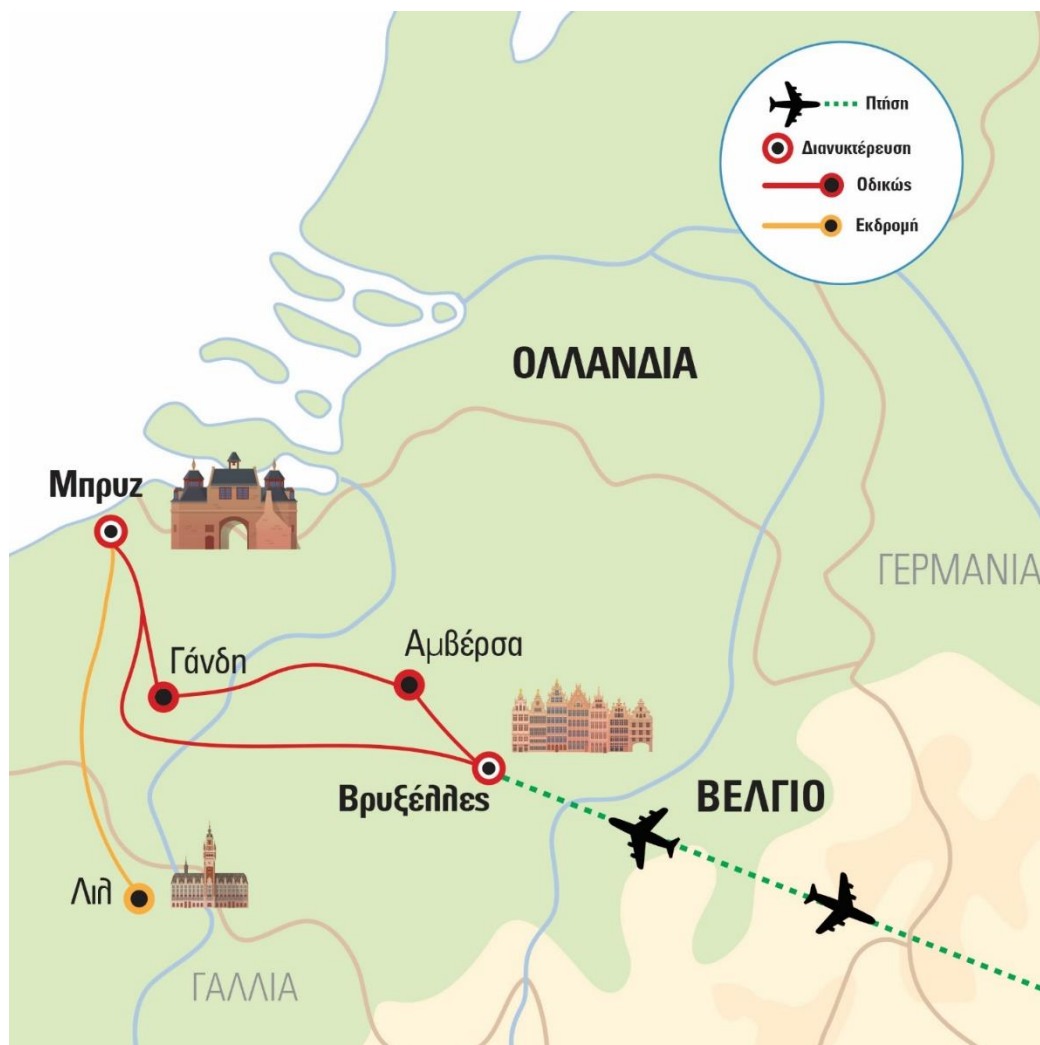 Πτήση
Διανυκτέρευση
Οδικώς
Εκδρομή
ΟΛΛΑΝΔΙΑ
Μπρυζ
ΓΕΡΜΑΝΙΑ
Γάνδη
Αμβέρσα
Βρυξέλλες
ΒΕΛΓΙΟ
Λιλ
ΓΑΛΛΙΑ